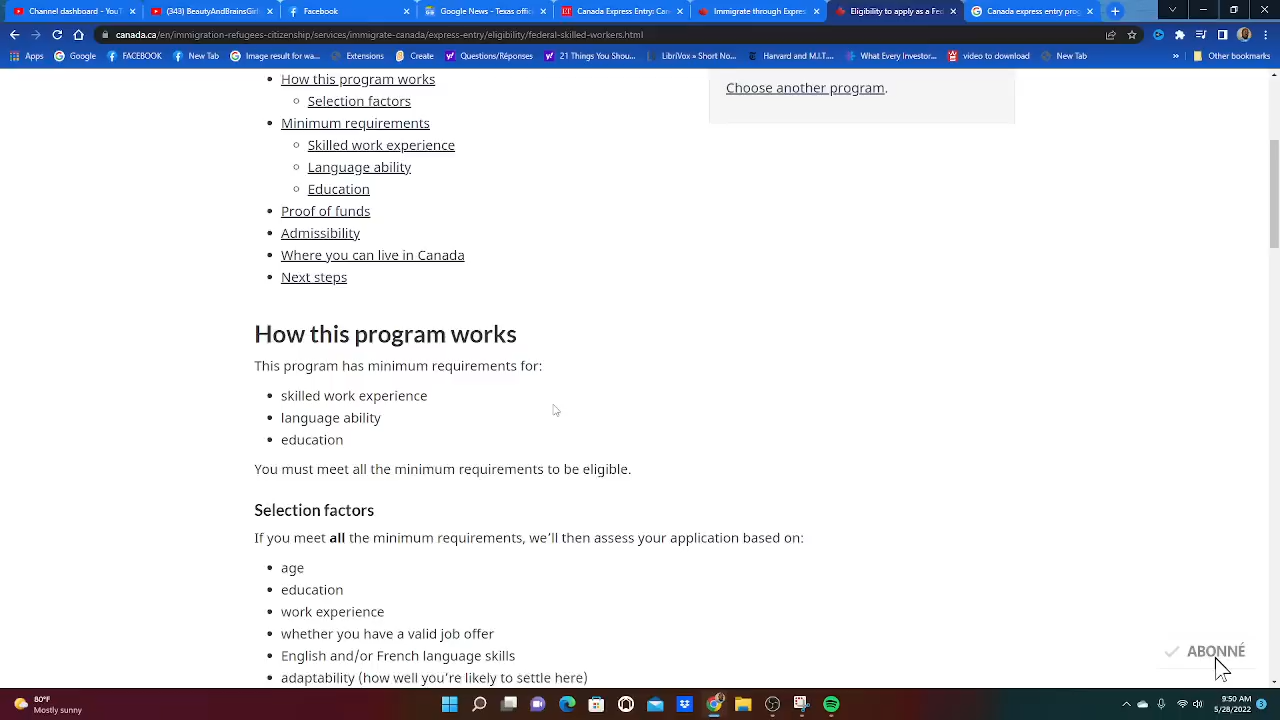 Channel dashboard - YouT
(343) BeautyAndBrainsGirl
Facebook
Google News - Texas office
Canada Express Entry: Can
Immigrate through Expres
Eligibility to apply as a Fed
Canada express entry prog
canada.ca/en/immigration-refugees-citizenship/services/immigrate-canada/express-entry/eligibility/federal-skilled-workers.html
Apps
Google
FACEBOOK
New Tab
Image result for wa...
Extensions
Create
Questions/Réponses
21 Things You Shou...
LibriVox » Short No...
Harvard and M.I.T....
What Every Investor...
video to download
New Tab
»
Other bookmarks
How this program works
Selection factors
Minimum requirements
Skilled work experience
Language ability
Education
Proof of funds
Admissibility
Where you can live in Canada
Next steps
Choose another program.
How this program works
This program has minimum requirements for:
skilled work experience
language ability
education
You must meet all the minimum requirements to be eligible.
Selection factors
If you meet all the minimum requirements, we'll then assess your application based on:
age
education
work experience
whether you have a valid job offer
English and/or French language skills
adaptability (how well you're likely to settle here)
ABONNÉ
80°F
Mostly sunny
9:50 AM
5/28/2022